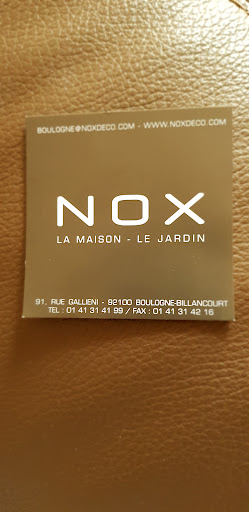 BOULOGNE@NOXDECO.COM - WWW.NOXDECO.COM
NOX
LA MAISON - LE JARDIN
91, RUE GALLIENI - 92100 BOULOGNE-BILLANCOURT
TEL : 01 41 31 41 99 / FAX : 01 41 31 42 16